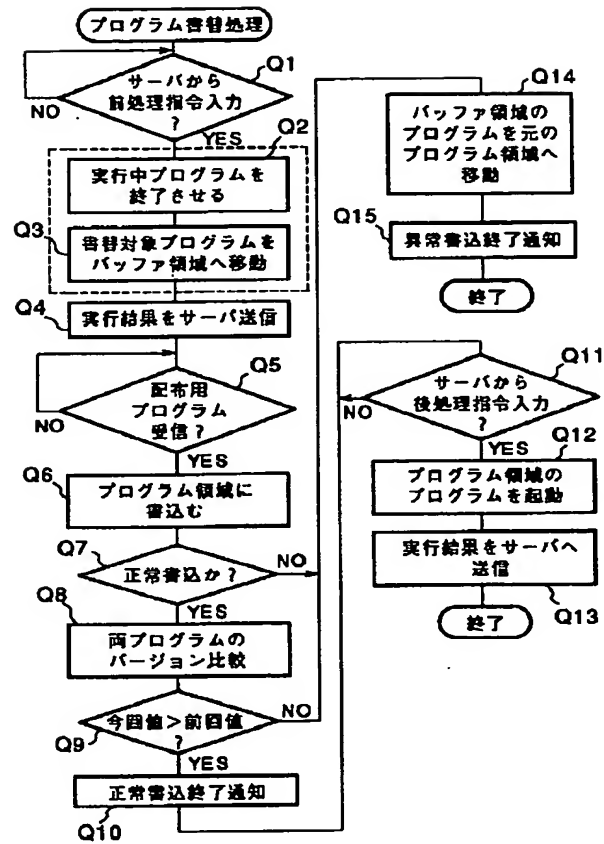 プログラム書替処理
Q1
サーバから
前処理指令入力
?
NO
YES
Q2
実行中プログラムを
終了させる
Q3
書替対象プログラムを
バッファ領域へ移動
Q4
実行結果をサーバ送信
Q5
配布用
プログラム
受信?
NO
YES
Q6
プログラム領域に
書込む
Q7
正常書込か?
NO
YES
Q8
両プログラムの
バージョン比較
Q9
今回値>前回値
?
NO
YES
正常書込終了通知
Q10
Q14
バッファ領域の
プログラムを元の
プログラム領域へ
移動
Q15
異常書込終了通知
終了
Q11
サーバから
後処理指令入力
?
NO
YES
Q12
プログラム領域の
プログラムを起動
実行結果をサーバへ
送信
Q13
終了